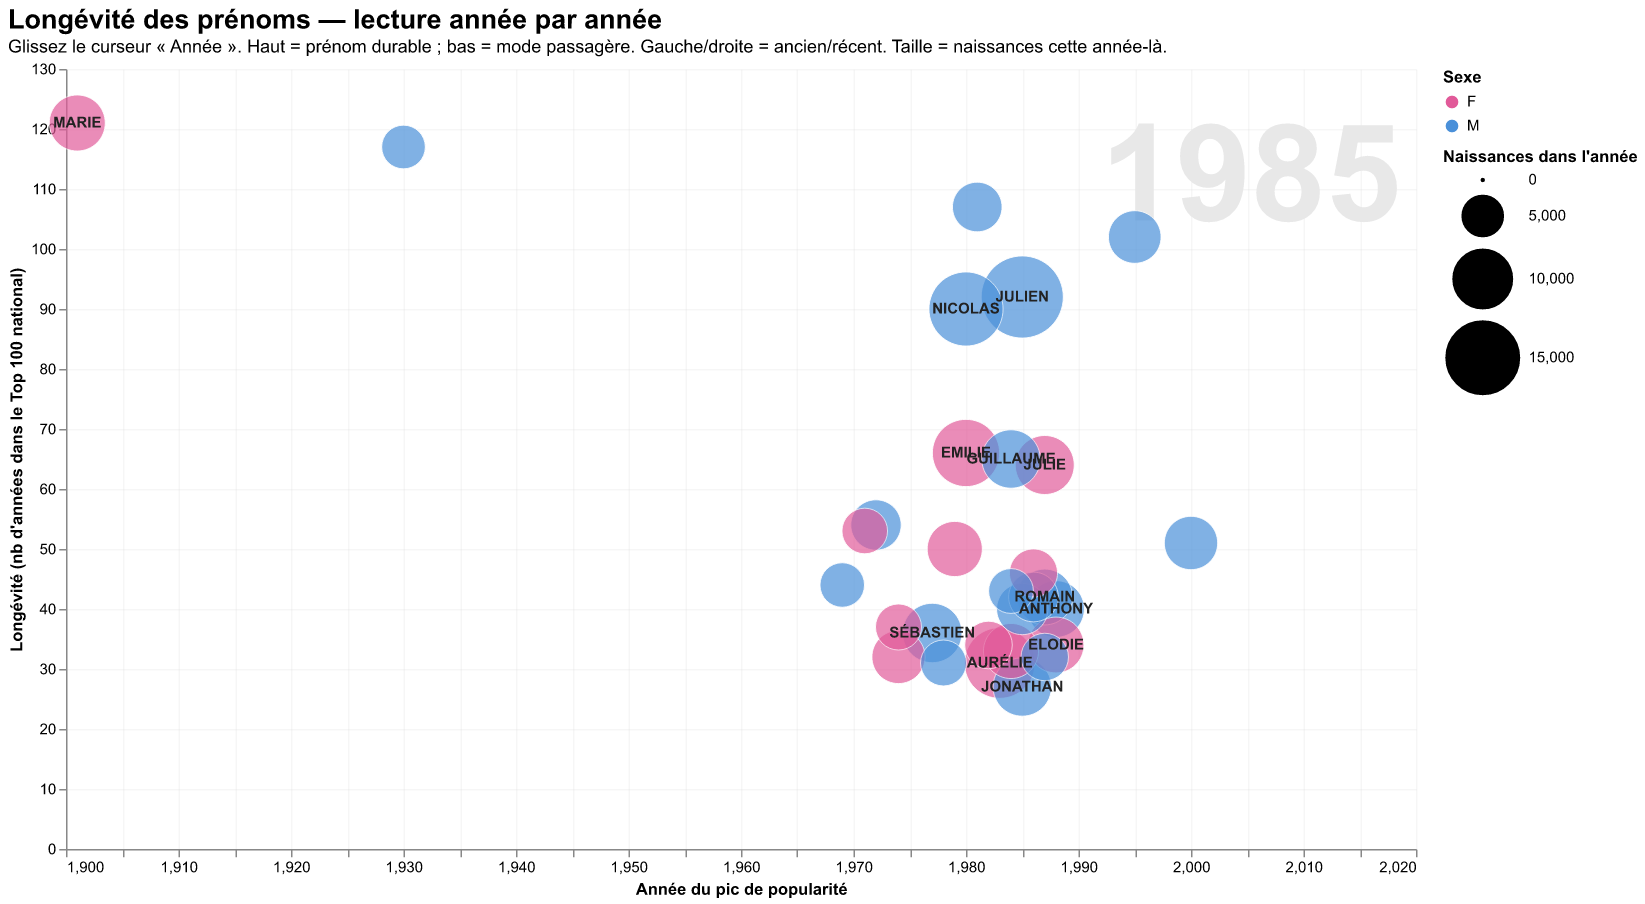 Longévité des prénoms — lecture année par année
Glissez le curseur « Année ». Haut = prénom durable ; bas = mode passagère. Gauche/droite = ancien/récent. Taille = naissances cette année-là.
1985
Longévité (nb d'années dans le Top 100 national)
130
120
110
100
90
80
70
60
50
40
30
20
10
0
MARIE
JULIEN
NICOLAS
EMILIE
GUILLAUME
JULIE
ROMAIN
ANTHONY
SÉBASTIEN
ELODIE
AURÉLIE
JONATHAN
1,900 1,910 1,920 1,930 1,940 1,950 1,960 1,970 1,980 1,990 2,000 2,010 2,020
Année du pic de popularité
Sexe
F
M
Naissances dans l'année
0
5,000
10,000
15,000